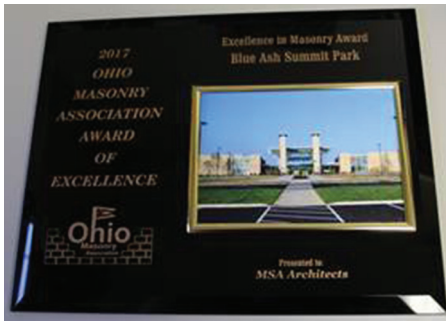 2017
OHIO
MASONRY
ASSOCIATION
AWARD
OF
EXCELLENCE
Ohio
Masonry
Association
Excellence in Masonry Award
Blue Ash Summit Park
Presented to
MSA Architects